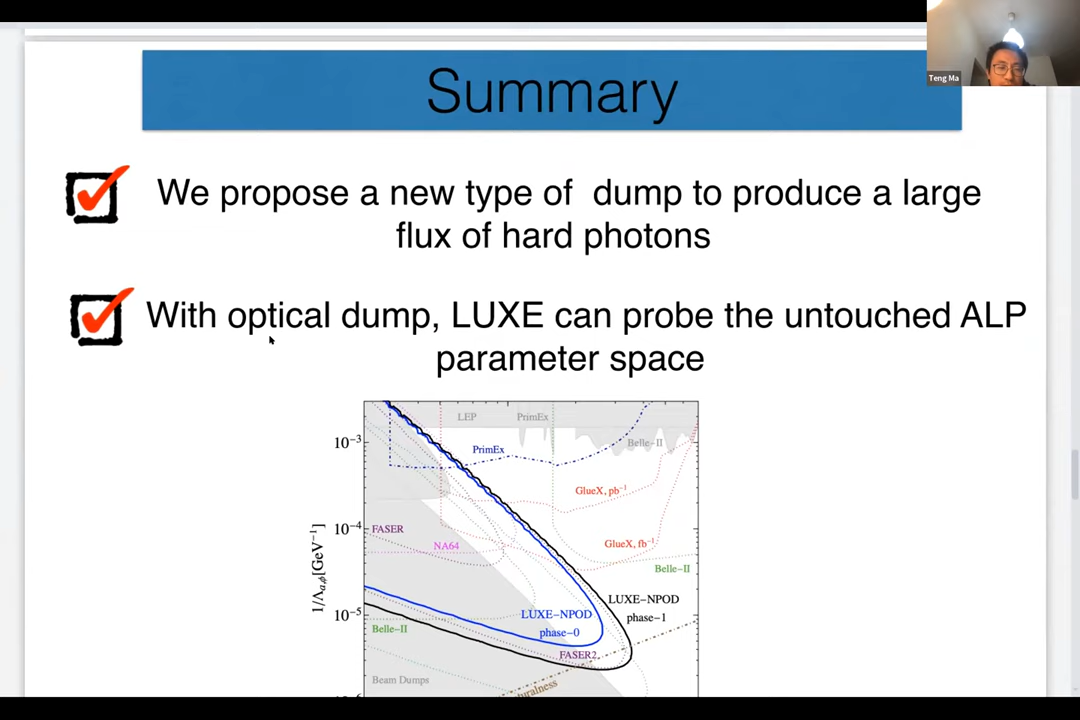 Summary
Teng Ma
We propose a new type of dump to produce a large
flux of hard photons
With optical dump, LUXE can probe the untouched ALP
parameter space
LEP
PrimEx
Belle-II
10⁻³
PrimEx
GlueX, pb⁻¹
10⁻⁴
FASER
NA64
GlueX, fb⁻¹
Belle-II
1/Λa,ϕ[GeV⁻¹]
LUXE-NPOD
phase-1
10⁻⁵
LUXE-NPOD
phase-0
Belle-II
FASER2
Beam Dumps